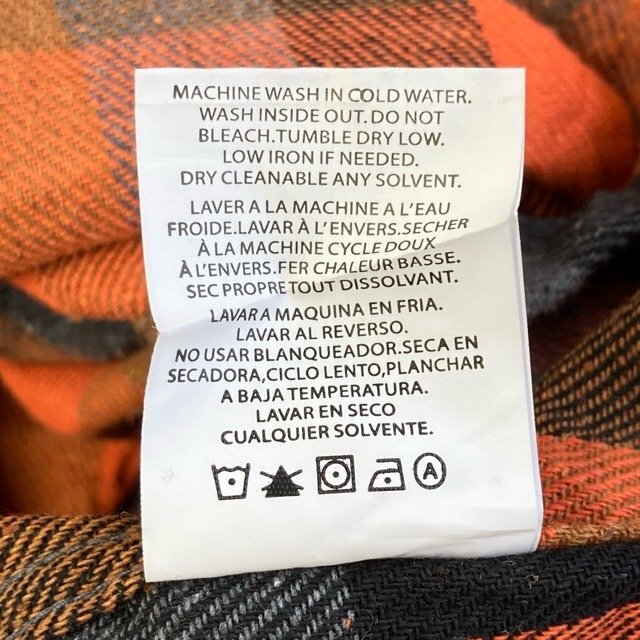 MACHINE WASH IN COLD WATER.
WASH INSIDE OUT.DO NOT
BLEACH.TUMBLE DRY LOW.
LOW IRON IF NEEDED.
DRY CLEANABLE ANY SOLVENT.
LAVER A LA MACHINE A L'EAU
FROIDE.LAVAR À L'ENVERS.SECHER
À LA MACHINE CYCLE DOUX
À L'ENVERS.FER CHALEUR BASSE.
SEC PROPRE TOUT DISSOLVANT.
LAVAR A MAQUINA EN FRIA.
LAVAR AL REVERSO.
NO USAR BLANQUEADOR.SECA EN
SECADORA,CICLO LENTO,PLANCHAR
A BAJA TEMPERATURA.
LAVAR EN SECO
CUALQUIER SOLVENTE.
A